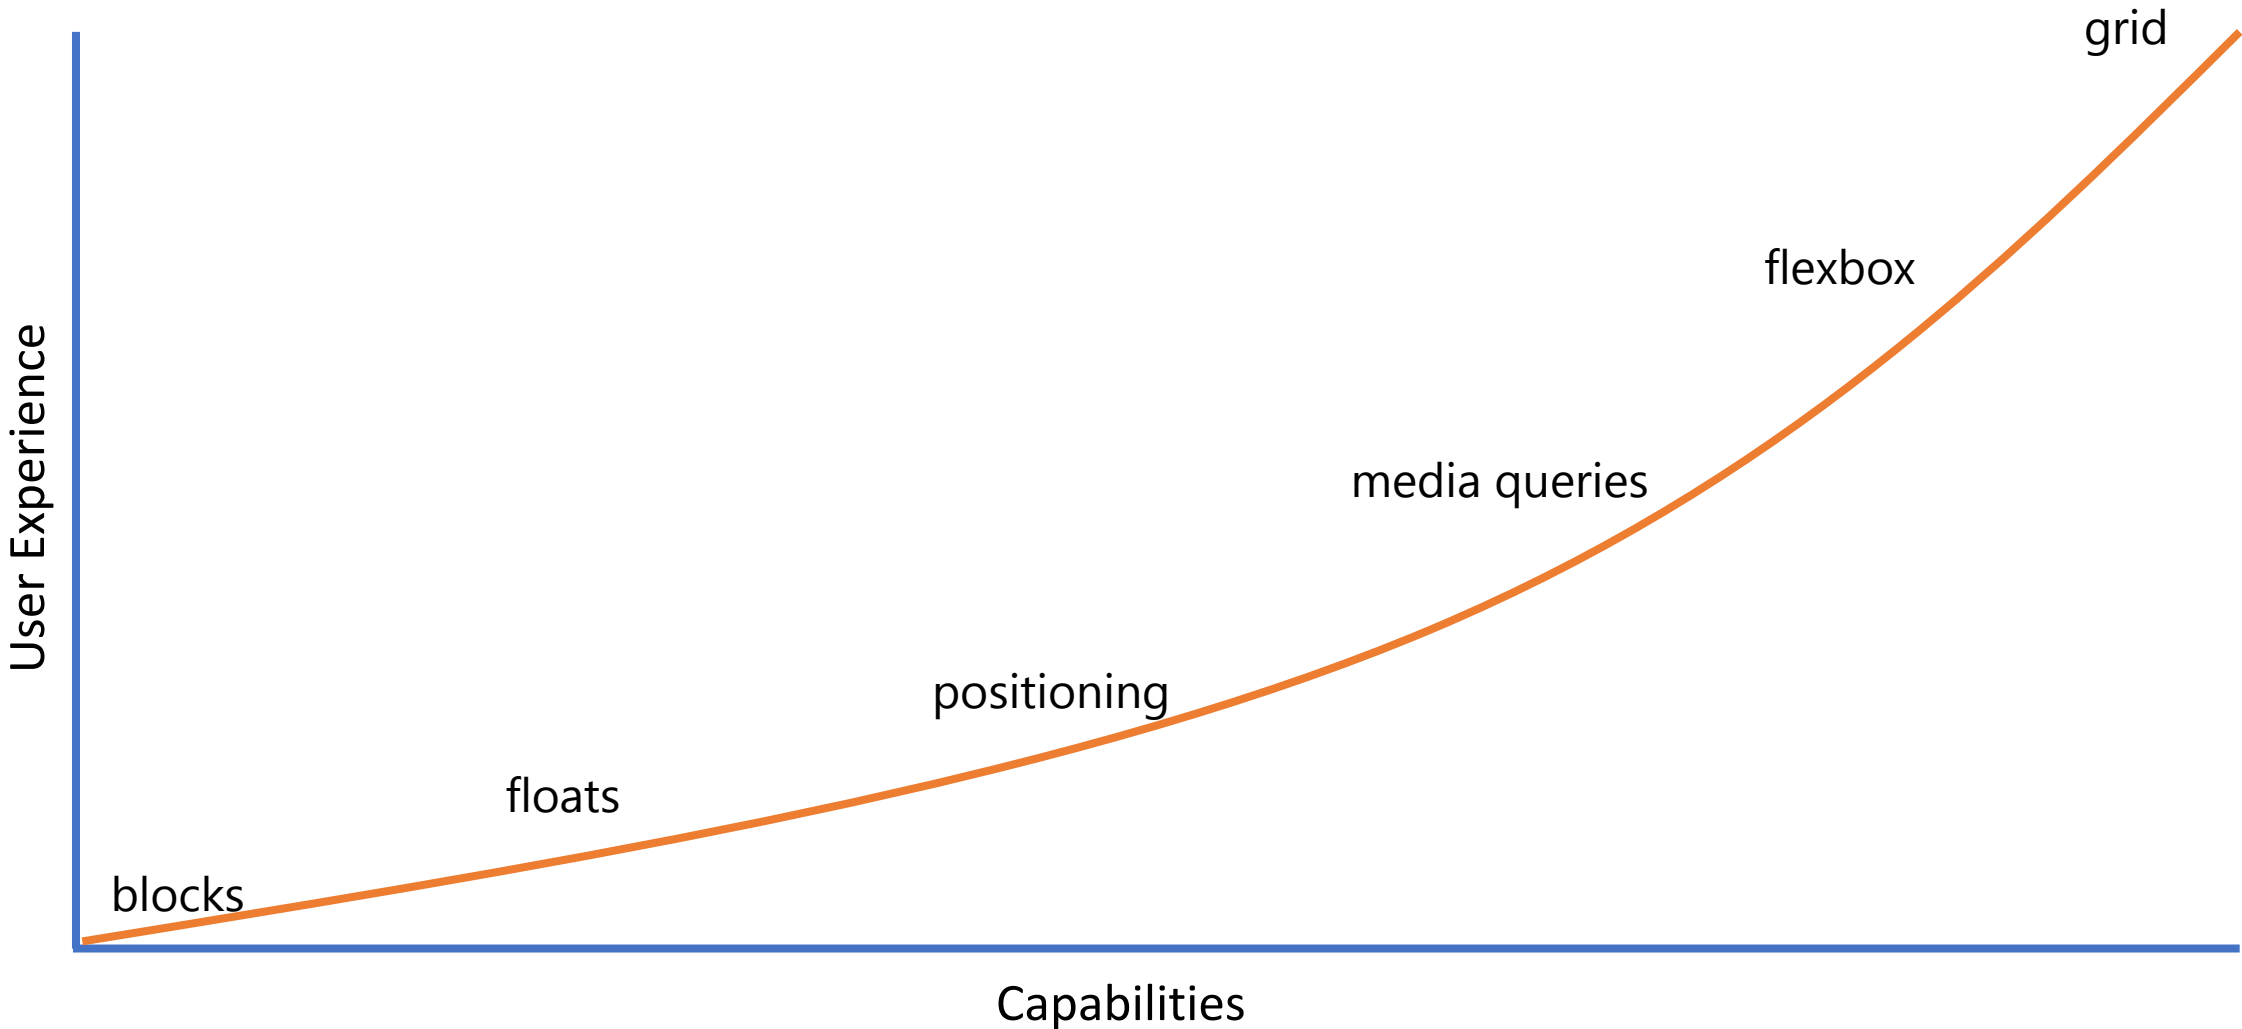 grid
flexbox
media queries
positioning
floats
blocks
User Experience
Capabilities